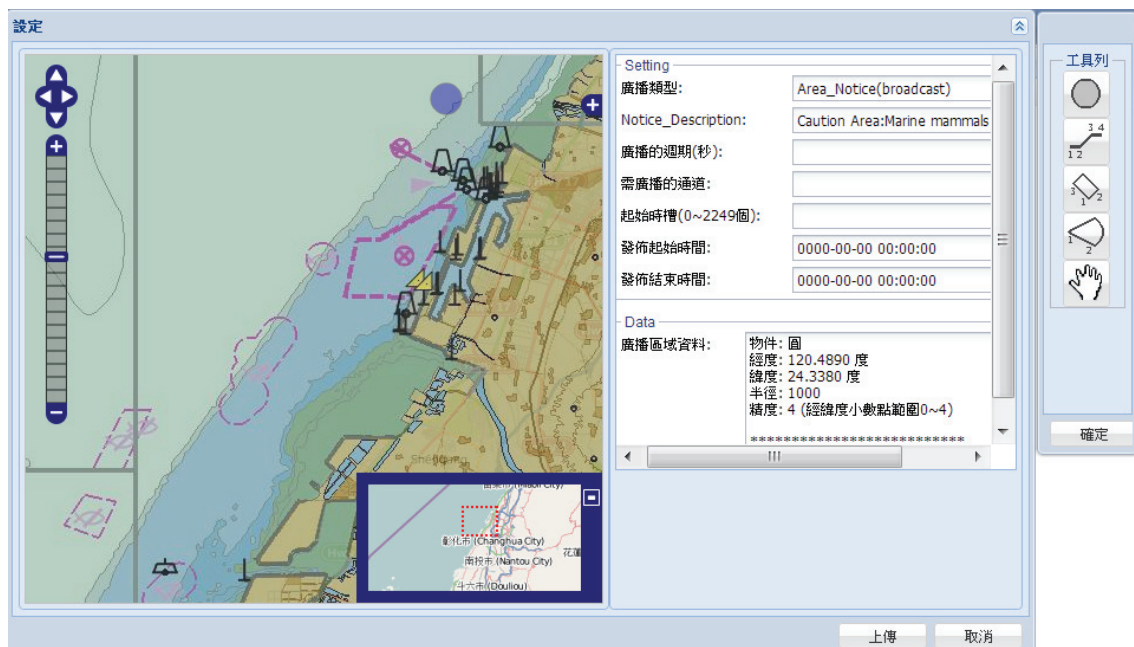 設定
Setting
廣播類型:
Area_Notice(broadcast)
Notice_Description:
Caution Area:Marine mammals
廣播的週期(秒):
需廣播的通道:
起始時槽(0~2249個):
發佈起始時間:
0000-00-00 00:00:00
發佈結束時間:
0000-00-00 00:00:00
Data
廣播區域資料:
物件: 圓
經度: 120.4890 度
緯度: 24.3380 度
半徑: 1000
精度: 4 (經緯度小數點範圍0~4)
**************************
工具列
3 4
1 2
3
2
1
1
2
確定
彰化市 (Changhua City)
南投市 (Nantou City)
斗六市 (Douliou)
上傳
取消